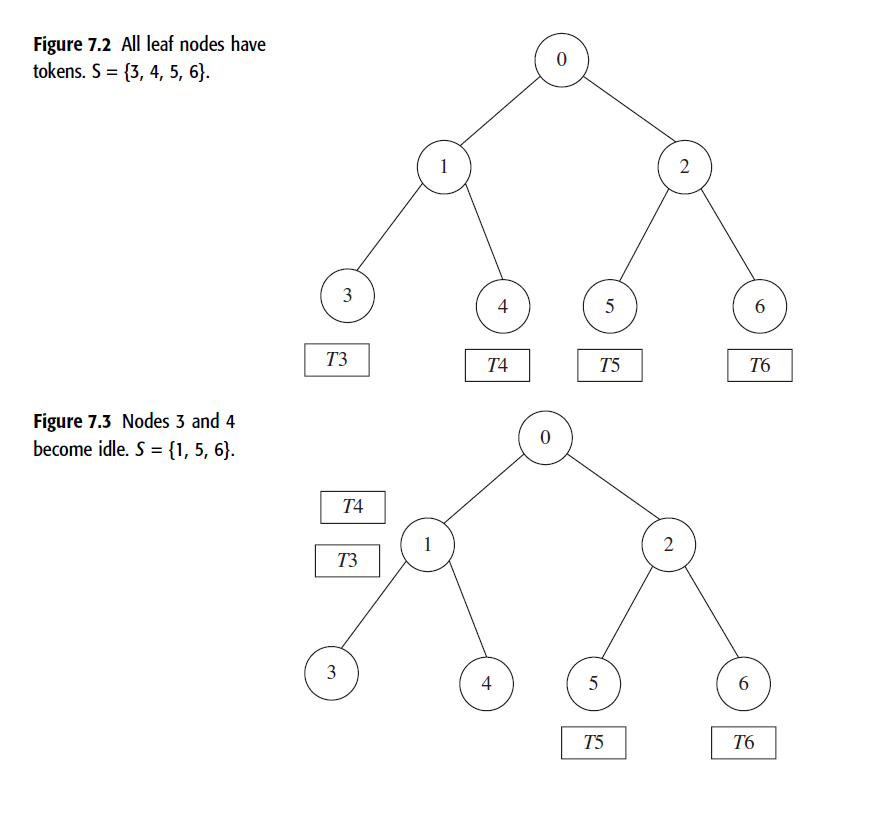 Figure 7.2 All leaf nodes have
tokens. S = {3, 4, 5, 6}.
0
1
2
3
4
5
6
T3
T4
T5
T6
Figure 7.3 Nodes 3 and 4
become idle. S = {1, 5, 6}.
0
T4
1
2
T3
3
4
5
6
T5
T6